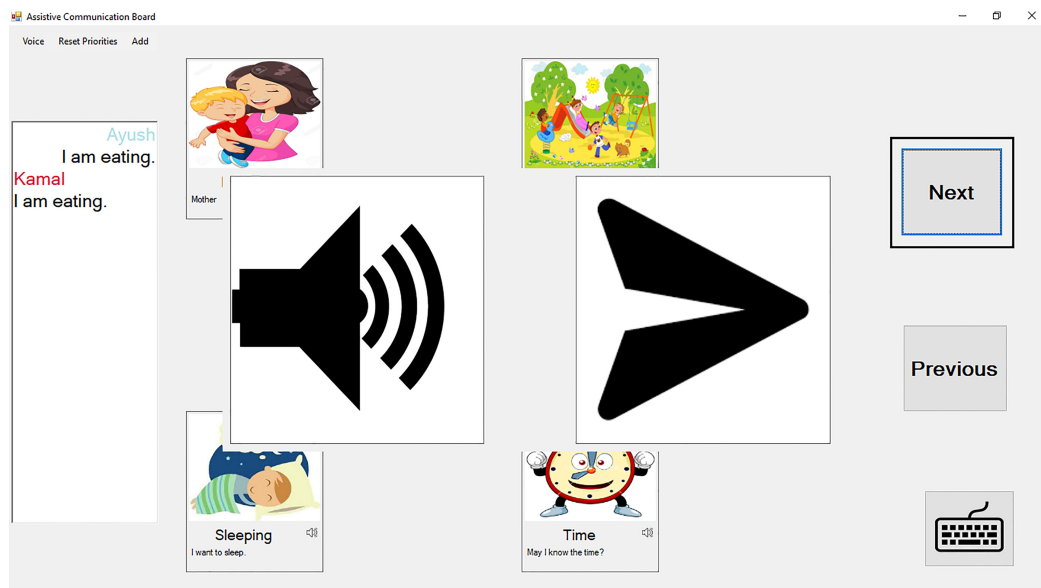 Assistive Communication Board
Voice Reset Priorities Add
Ayush
I am eating.
Kamal
I am eating.
Mother
Next
Previous
Sleeping
I want to sleep.
Time
May I know the time?